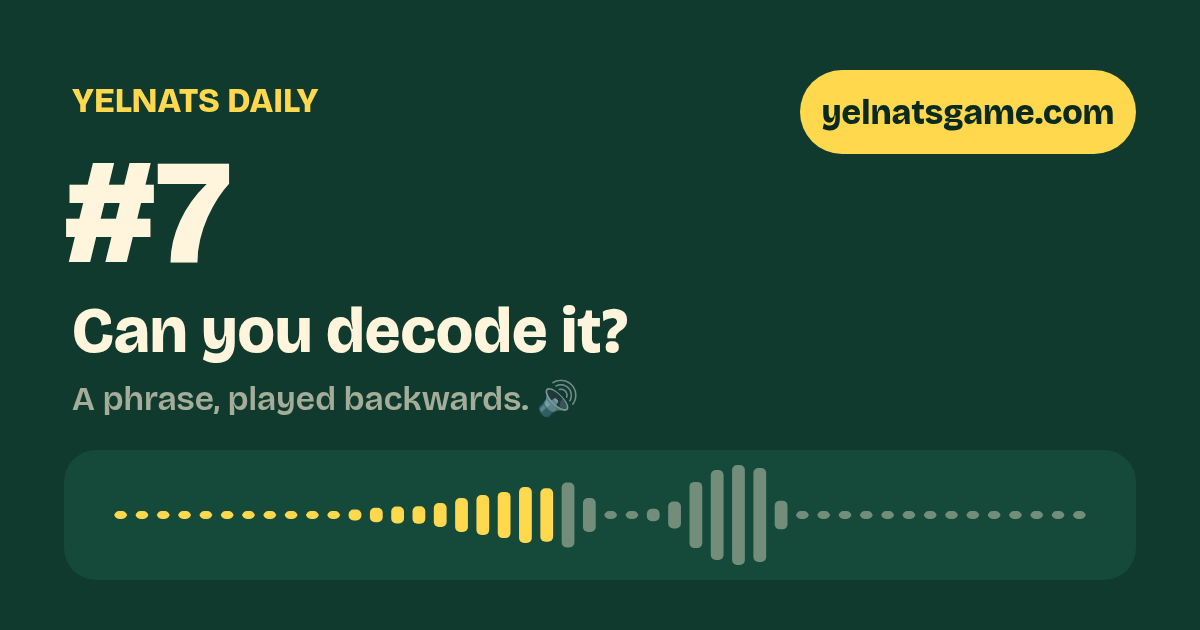 YELNATS DAILY
yelnatsgame.com
#7
Can you decode it?
A phrase, played backwards. 🔊